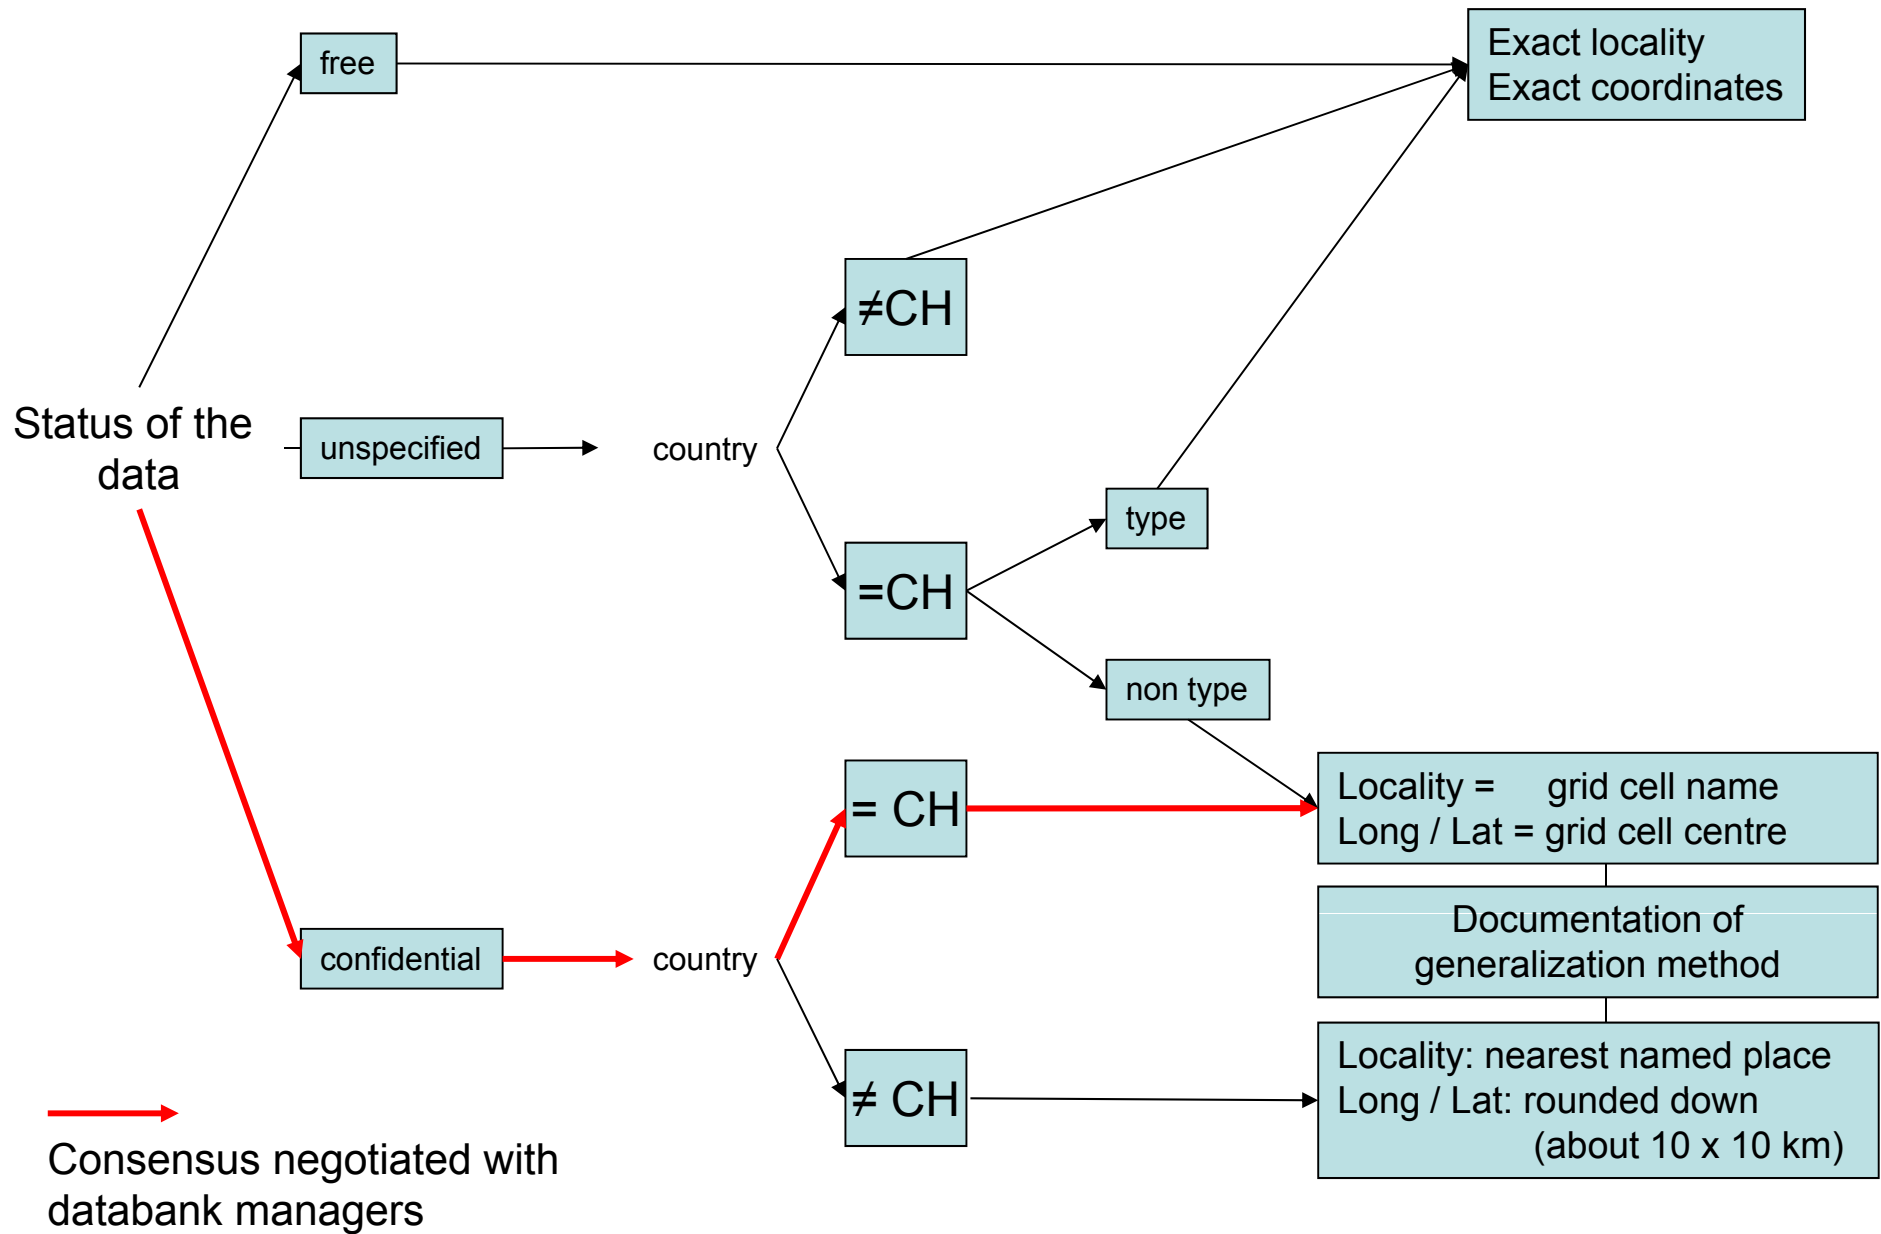 free
Exact locality
Exact coordinates
≠CH
Status of the
data
unspecified
country
type
=CH
non type
= CH
Locality = grid cell name
Long / Lat = grid cell centre
Documentation of
generalization method
confidential
country
≠ CH
Locality: nearest named place
Long / Lat: rounded down
(about 10 x 10 km)
Consensus negotiated with
databank managers